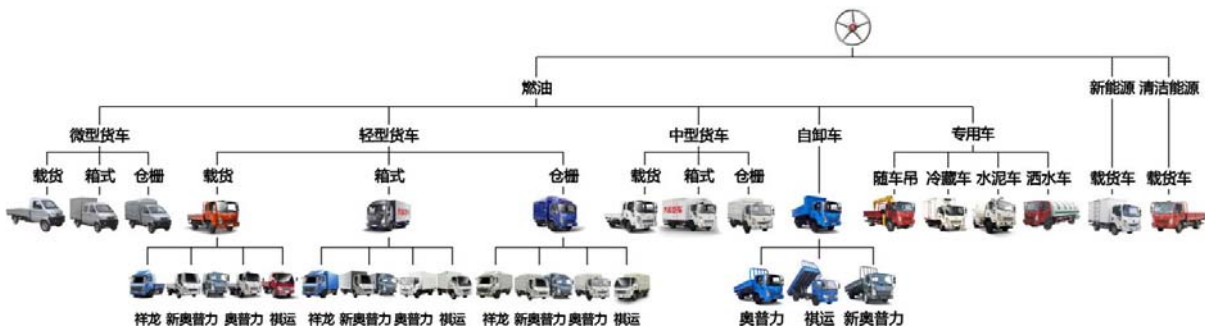 燃油
新能源
清洁能源
微型货车
轻型货车
中型货车
自卸车
专用车
载货
箱式
仓栅
载货
箱式
仓栅
载货
箱式
仓栅
随车吊
冷藏车
水泥车
洒水车
载货车
载货车
祥龙
新奥普力
奥普力
祺运
祥龙
新奥普力
奥普力
祺运
祥龙
新奥普力
奥普力
祺运
奥普力
祺运
新奥普力